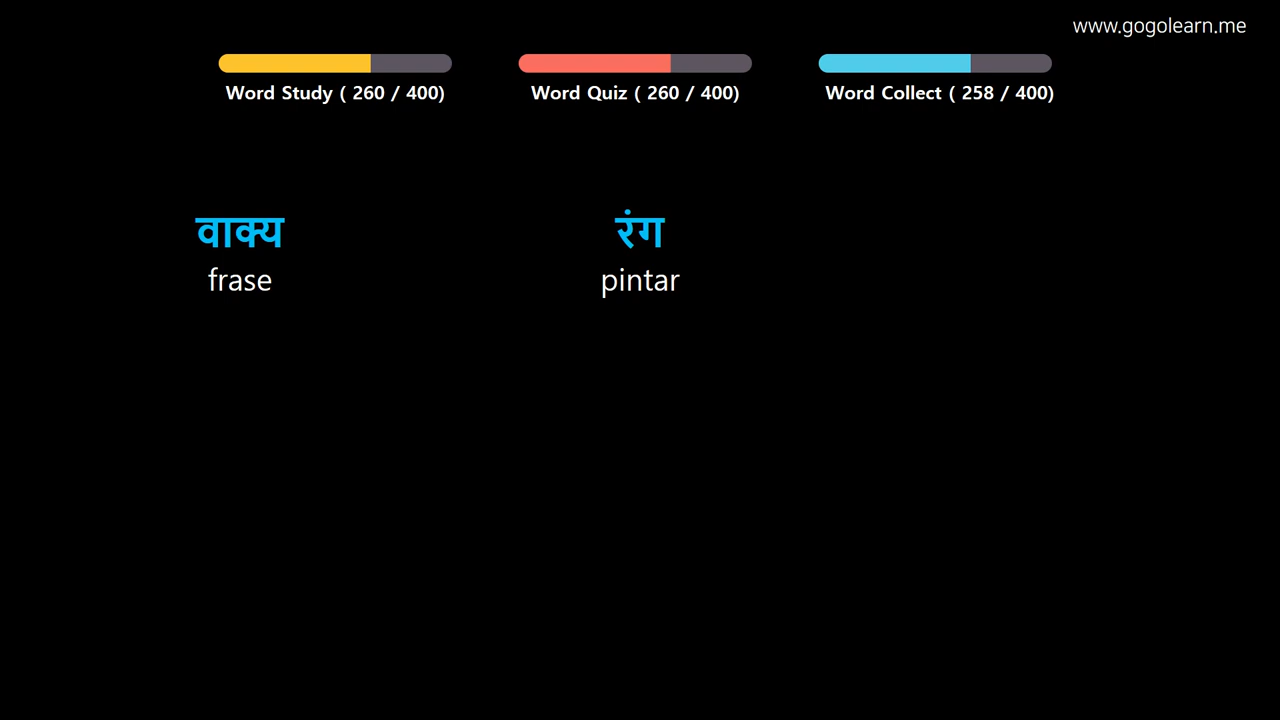 www.gogolearn.me
Word Study ( 260 / 400)
Word Quiz ( 260 / 400)
Word Collect ( 258 / 400)
वाक्य
frase
रंग
pintar